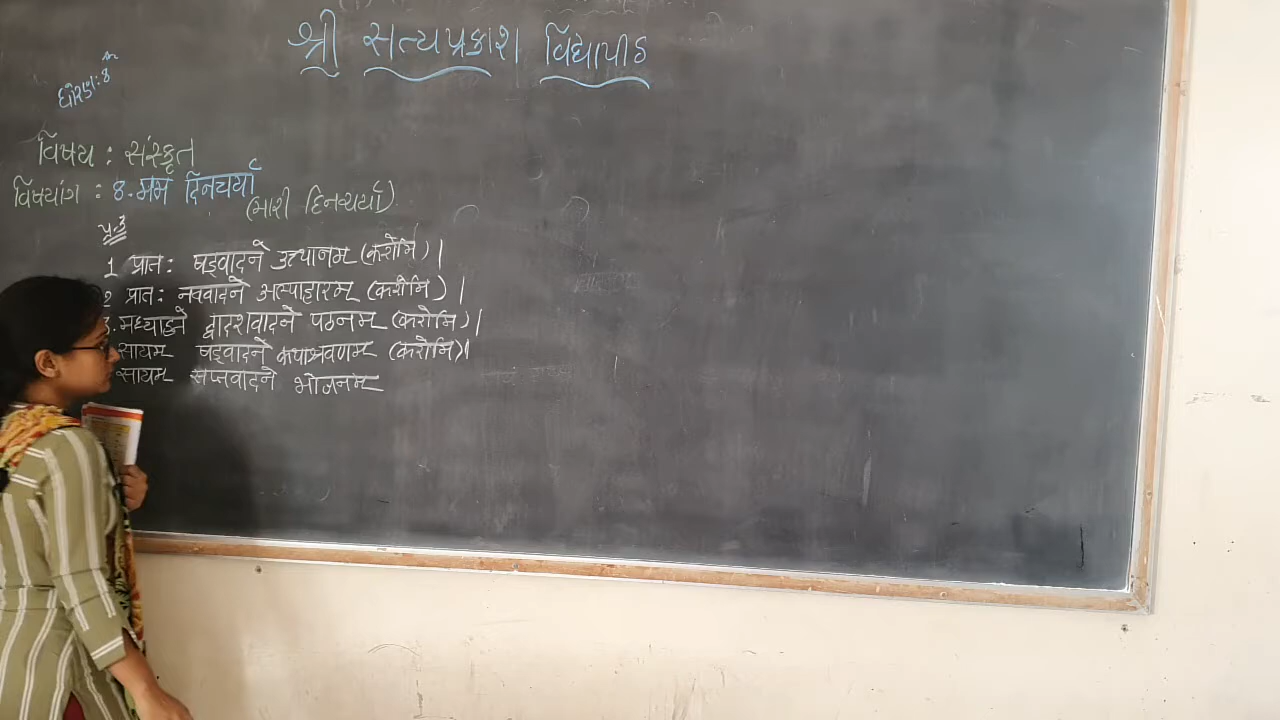 શ્રી સત્યપ્રકાશ વિદ્યાપીઠ
ધોરણ: ૪
વિષય : સંસ્કૃત
વિષયાંગ : 8. मम दिनचर्या
(મારી દિનચર્યા)
પ્ર.3
1 प्रातः षड्वादने उत्थानम् (करोमि) |
2 प्रातः नववादने अल्पाहारम् (करोमि) |
3. मध्याह्ने द्वादशवादने पठनम् (करोमि) |
सायम् षड्वादने कथाश्रवणम् (करोमि) |
सायम् सप्तवादने भोजनम्